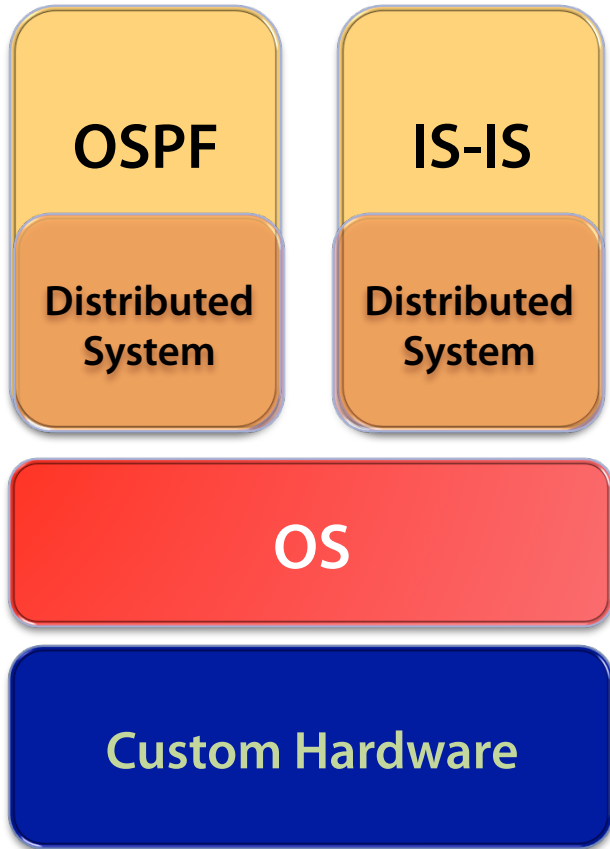 OSPF
IS-IS
Distributed
System
Distributed
System
OS
Custom Hardware